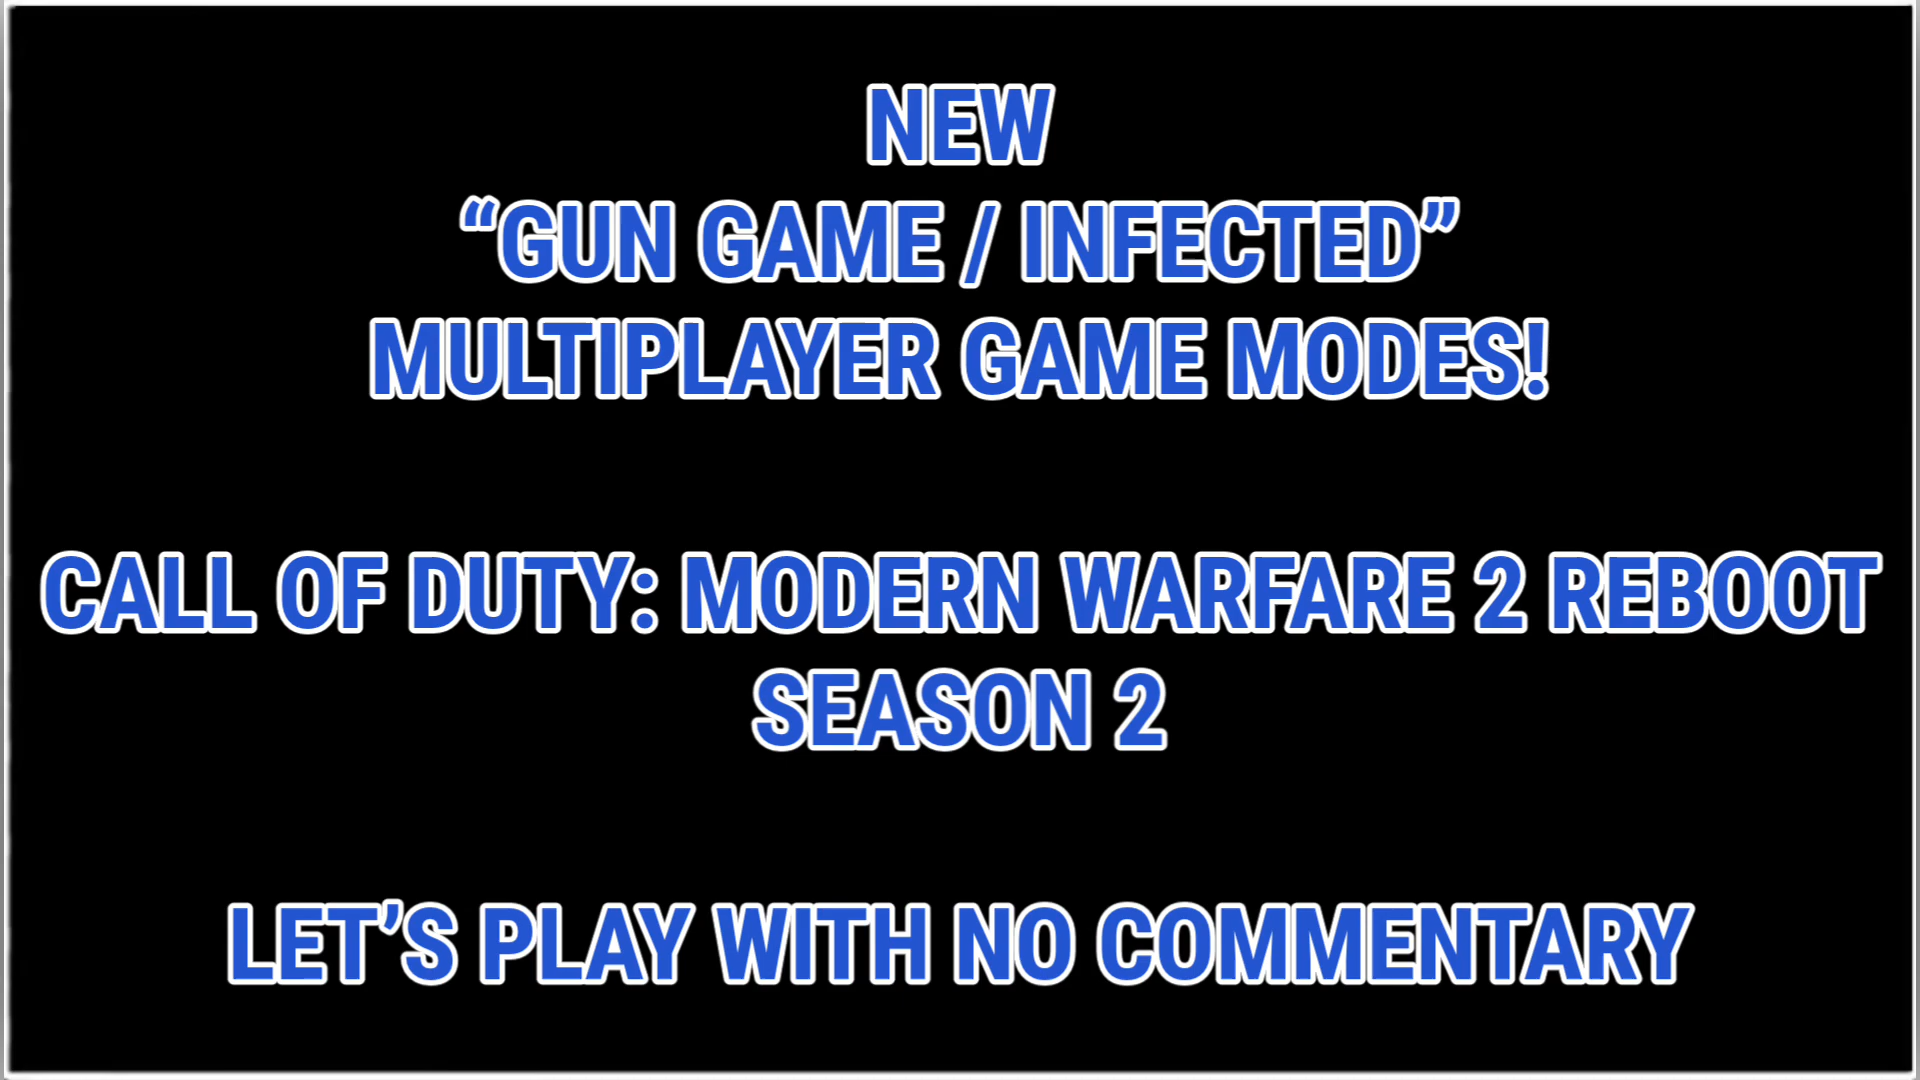 NEW
“GUN GAME / INFECTED”
MULTIPLAYER GAME MODES!
CALL OF DUTY: MODERN WARFARE 2 REBOOT
SEASON 2
LET’S PLAY WITH NO COMMENTARY